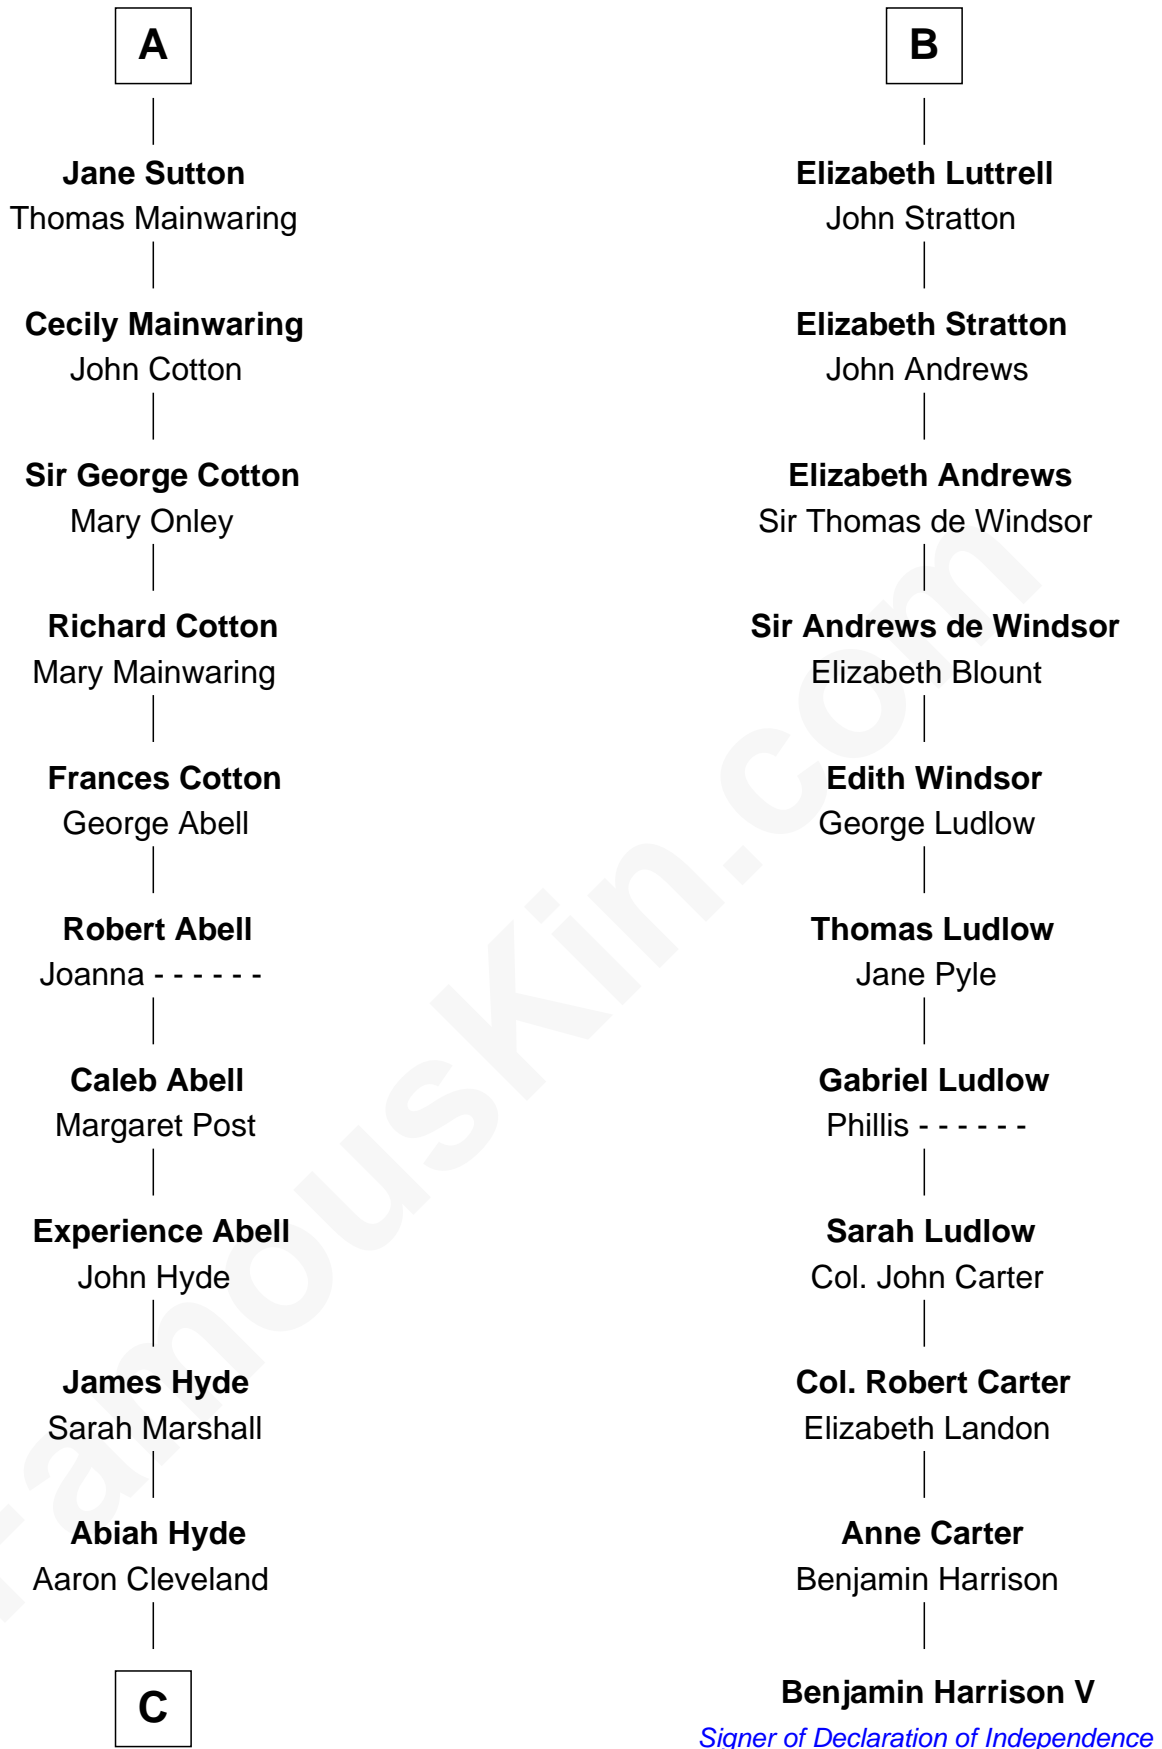 A
Jane Sutton
Thomas Mainwaring
Cecily Mainwaring
John Cotton
Sir George Cotton
Mary Onley
Richard Cotton
Mary Mainwaring
Frances Cotton
George Abell
Robert Abell
Joanna - - - - - -
Caleb Abell
Margaret Post
Experience Abell
John Hyde
James Hyde
Sarah Marshall
Abiah Hyde
Aaron Cleveland
C
B
Elizabeth Luttrell
John Stratton
Elizabeth Stratton
John Andrews
Elizabeth Andrews
Sir Thomas de Windsor
Sir Andrews de Windsor
Elizabeth Blount
Edith Windsor
George Ludlow
Thomas Ludlow
Jane Pyle
Gabriel Ludlow
Phillis - - - - - -
Sarah Ludlow
Col. John Carter
Col. Robert Carter
Elizabeth Landon
Anne Carter
Benjamin Harrison
Benjamin Harrison V
Signer of Declaration of Independence
FamousKin.com